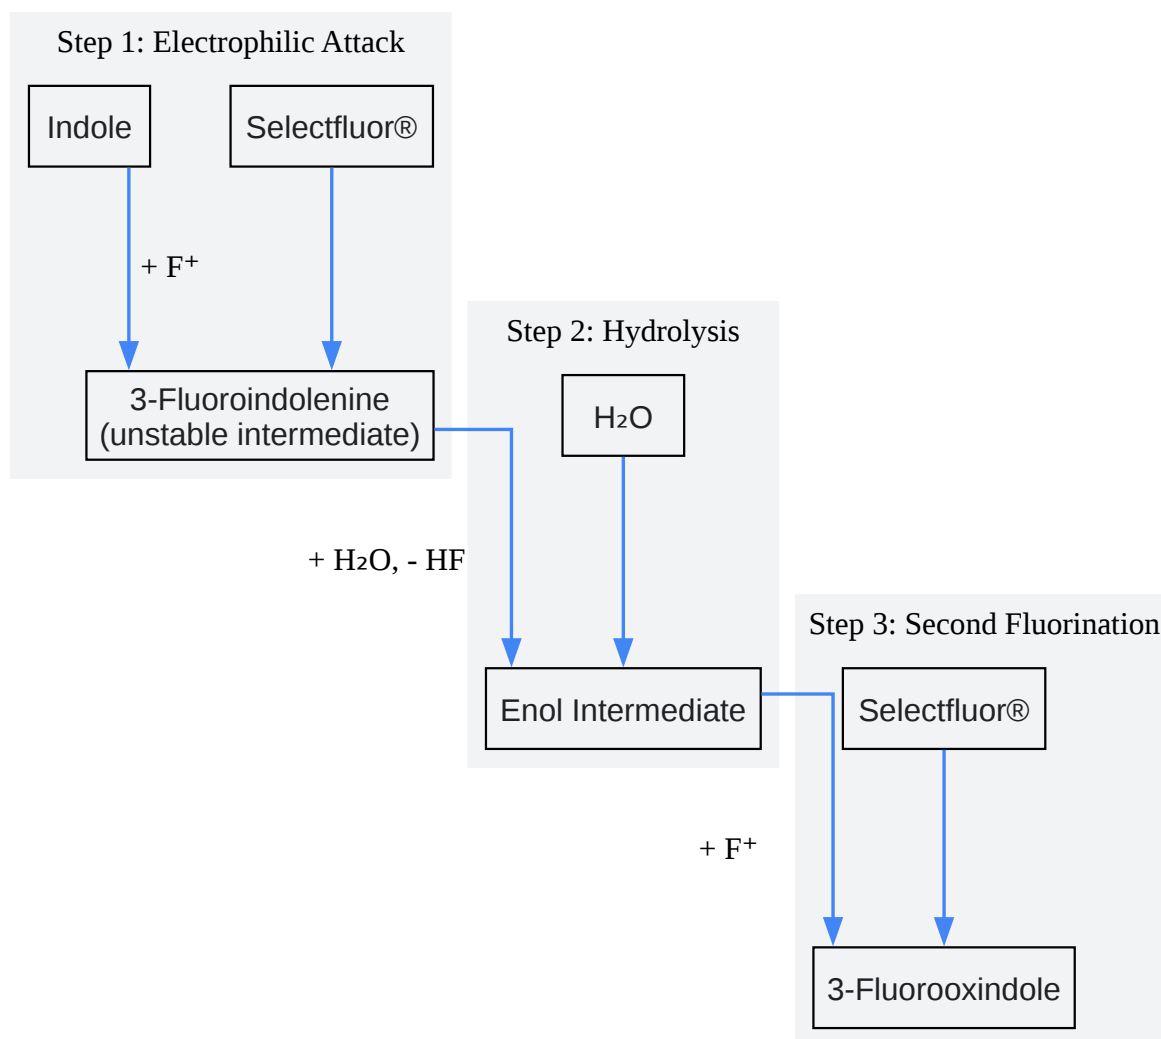 Step 1: Electrophilic Attack
Indole
Selectfluor®
+ F⁺
3-Fluoroindolenine
(unstable intermediate)
Step 2: Hydrolysis
H₂O
+ H₂O, - HF
Enol Intermediate
Step 3: Second Fluorination
Selectfluor®
+ F⁺
3-Fluorooxindole